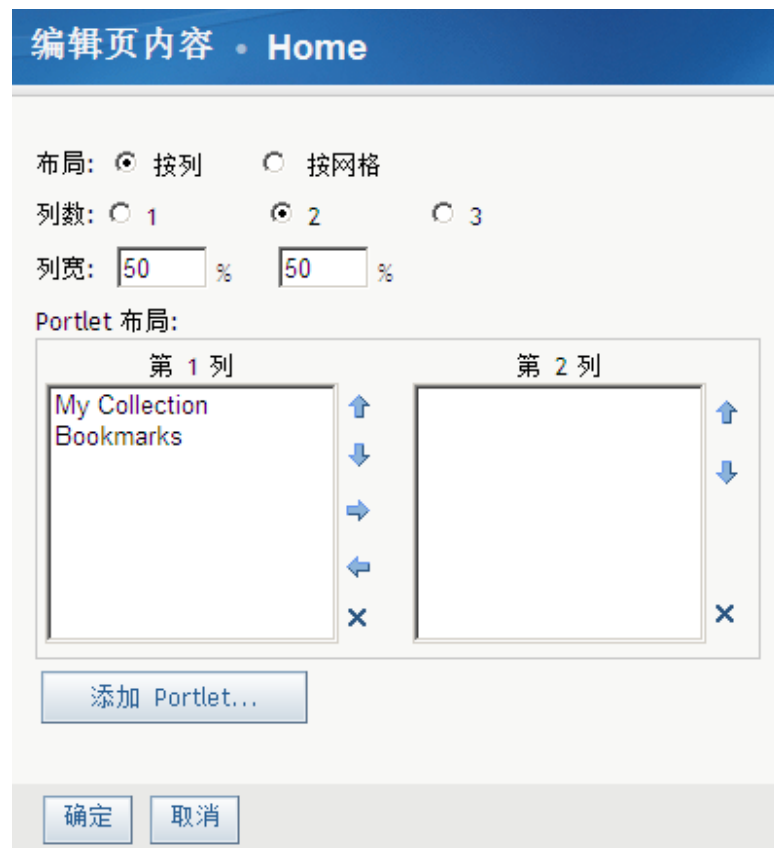 编辑页内容 • Home
布局: 按列 按网格
列数: 1 2 3
列宽: 50 % 50 %
Portlet 布局:
第 1 列 第 2 列
My Collection
Bookmarks
添加 Portlet...
确定 取消